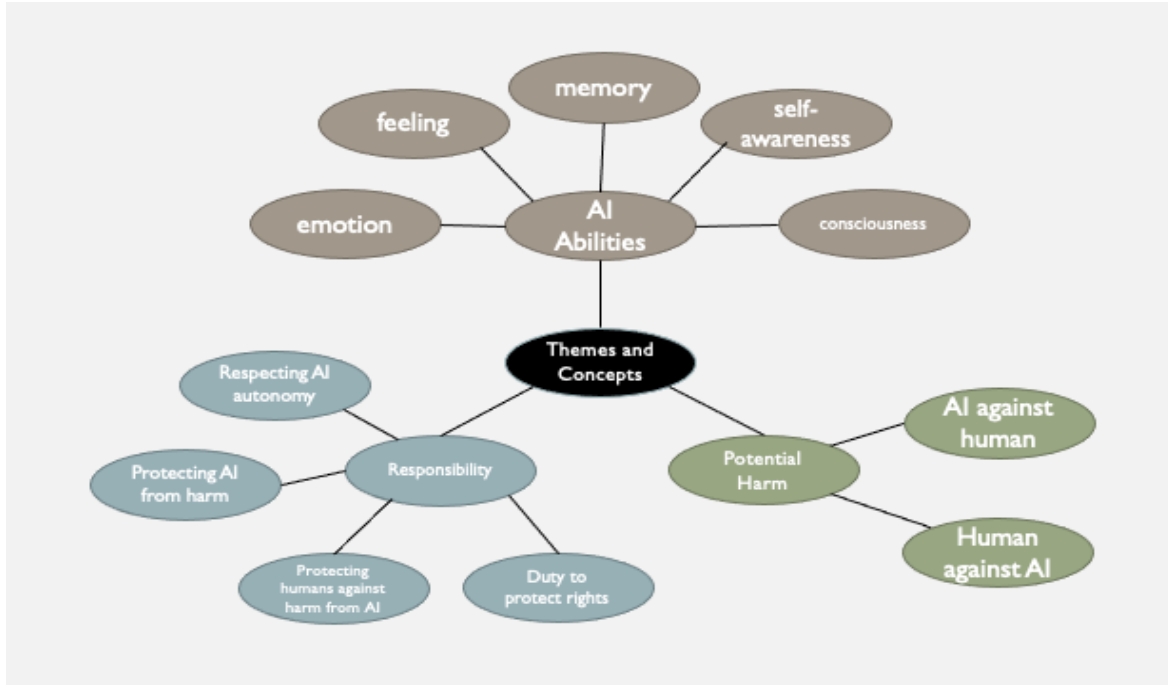 memory
feeling
self-
awareness
emotion
AI
Abilities
consciousness
Themes and
Concepts
Respecting AI
autonomy
Protecting AI
from harm
Responsibility
Protecting
humans against
harm from AI
Duty to
protect rights
Potential
Harm
AI against
human
Human
against AI